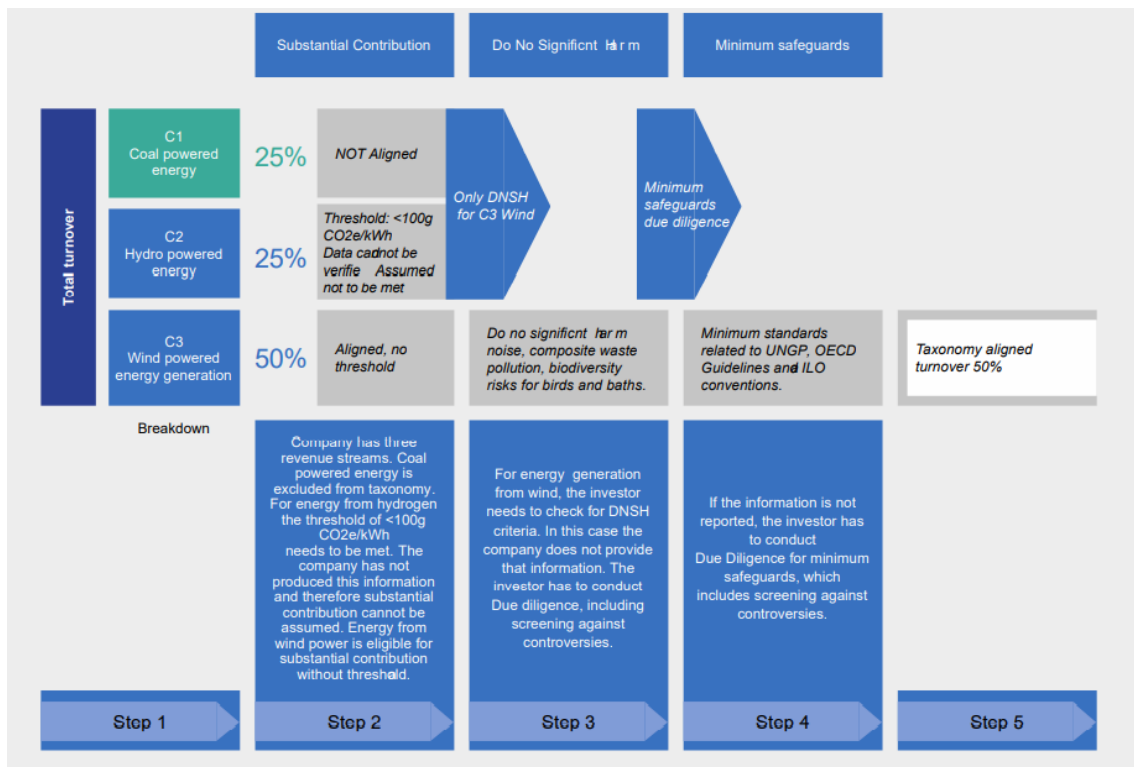 Substantial Contribution
Do No Significnt Harm
Minimum safeguards
Total turnover
C1
Coal powered
energy
25%
NOT Aligned
Only DNSH
for C3 Wind
Minimum
safeguards
due diligence
C2
Hydro powered
energy
25%
Threshold: <100g
CO2e/kWh
Data cadnot be
verifie Assumed
not to be met
C3
Wind powered
energy generation
50%
Aligned, no
threshold
Do no significnt harm
noise, composite waste
pollution, biodiversity
risks for birds and baths.
Minimum standards
related to UNGP, OECD
Guidelines and ILO
conventions.
Taxonomy aligned
turnover 50%
Breakdown
Company has three
revenue streams. Coal
powered energy is
excluded from taxonomy.
For energy from hydrogen
the threshold of <100g
CO2e/kWh
needs to be met. The
company has not
produced this information
and therefore substantial
contribution cannot be
assumed. Energy from
wind power is eligible for
substantial contribution
without threshold.
For energy generation
from wind, the investor
needs to check for DNSH
criteria. In this case the
company does not provide
that information. The
investor has to conduct
Due diligence, including
screening against
controversies.
If the information is not
reported, the investor has
to conduct
Due Diligence for minimum
safeguards, which
includes screening against
controversies.
Step 1
Step 2
Step 3
Step 4
Step 5